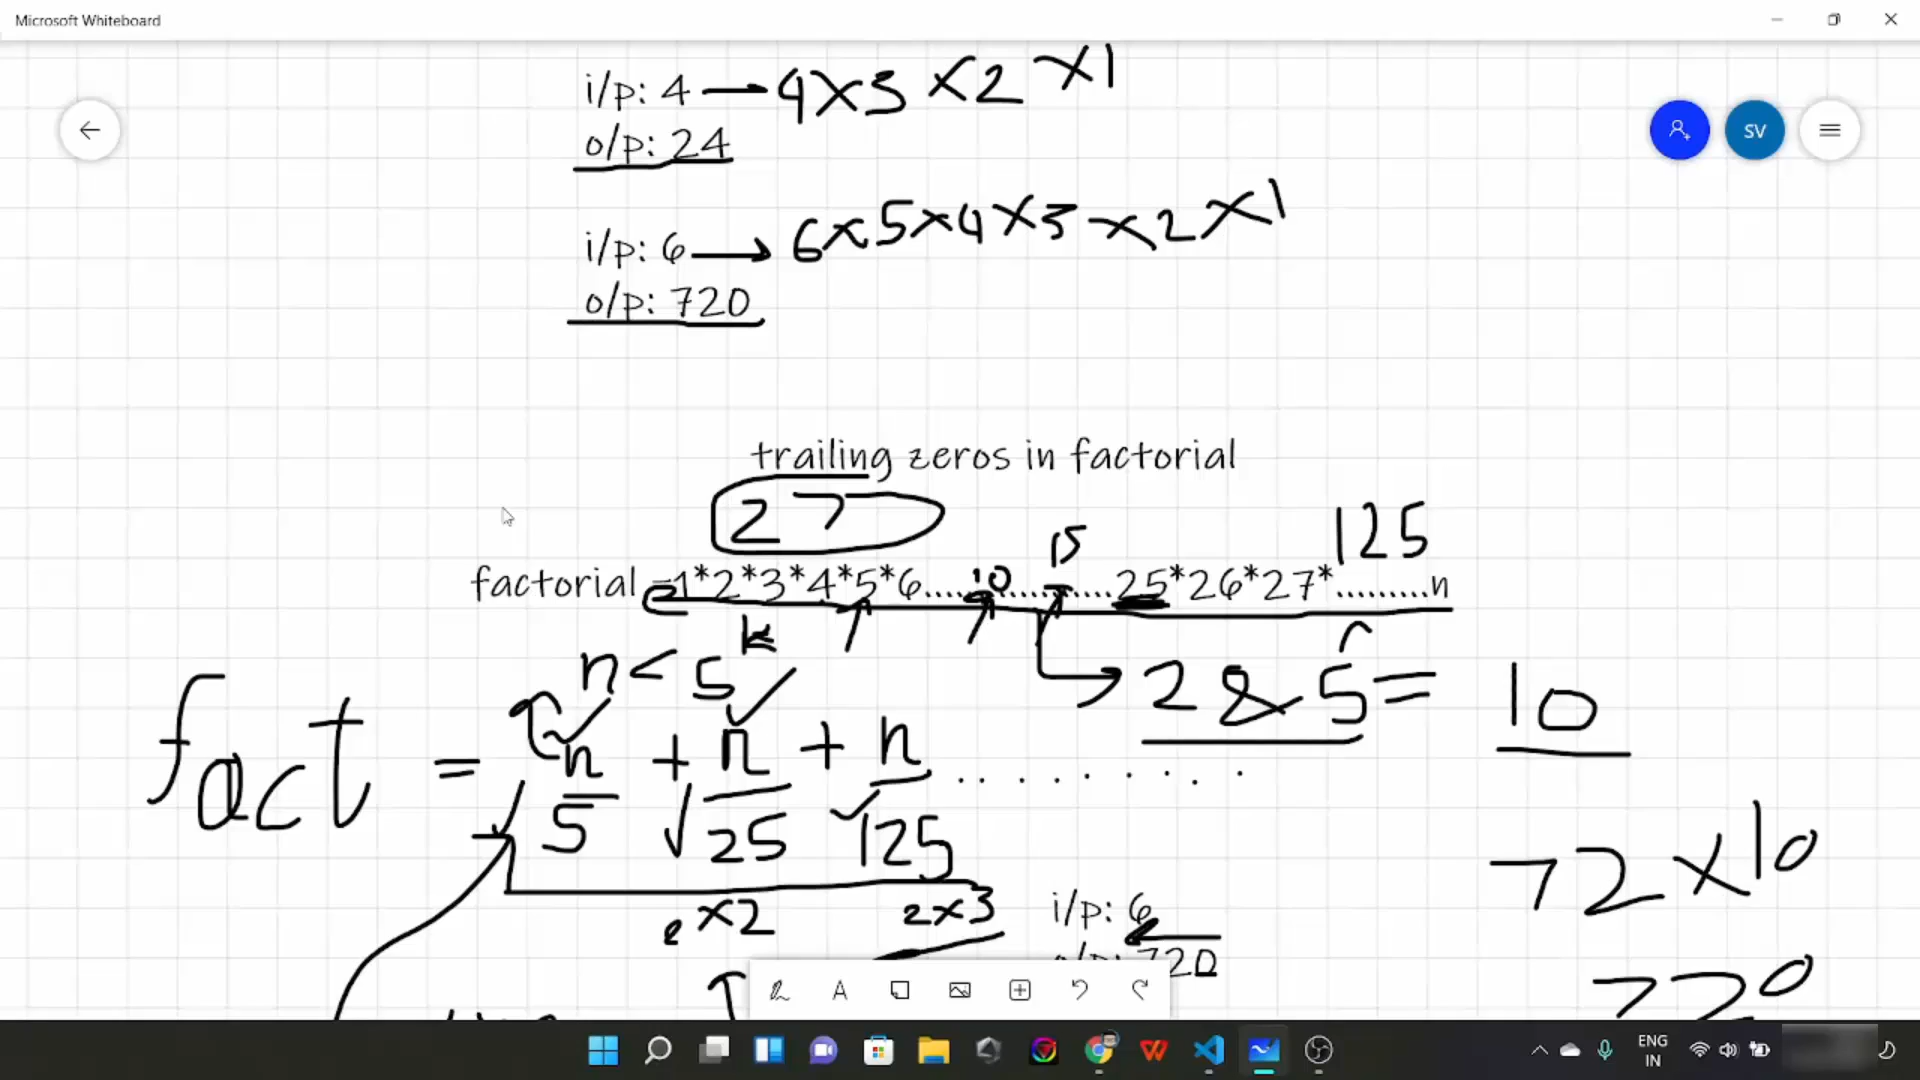 Microsoft Whiteboard
i/p: 4 → 4×3×2×1
o/p: 24
SV
i/p: 6 → 6×5×4×3×2×1
o/p: 720
trailing zeros in factorial
27
15
125
factorial =1*2*3*4*5*6......10..............25*26*27*.........n
n < 5^k
2 & 5 = 10
fact = n/5 + n/25 + n/125 ..........
72×10
2×3
i/p: 6
720
ENG
IN